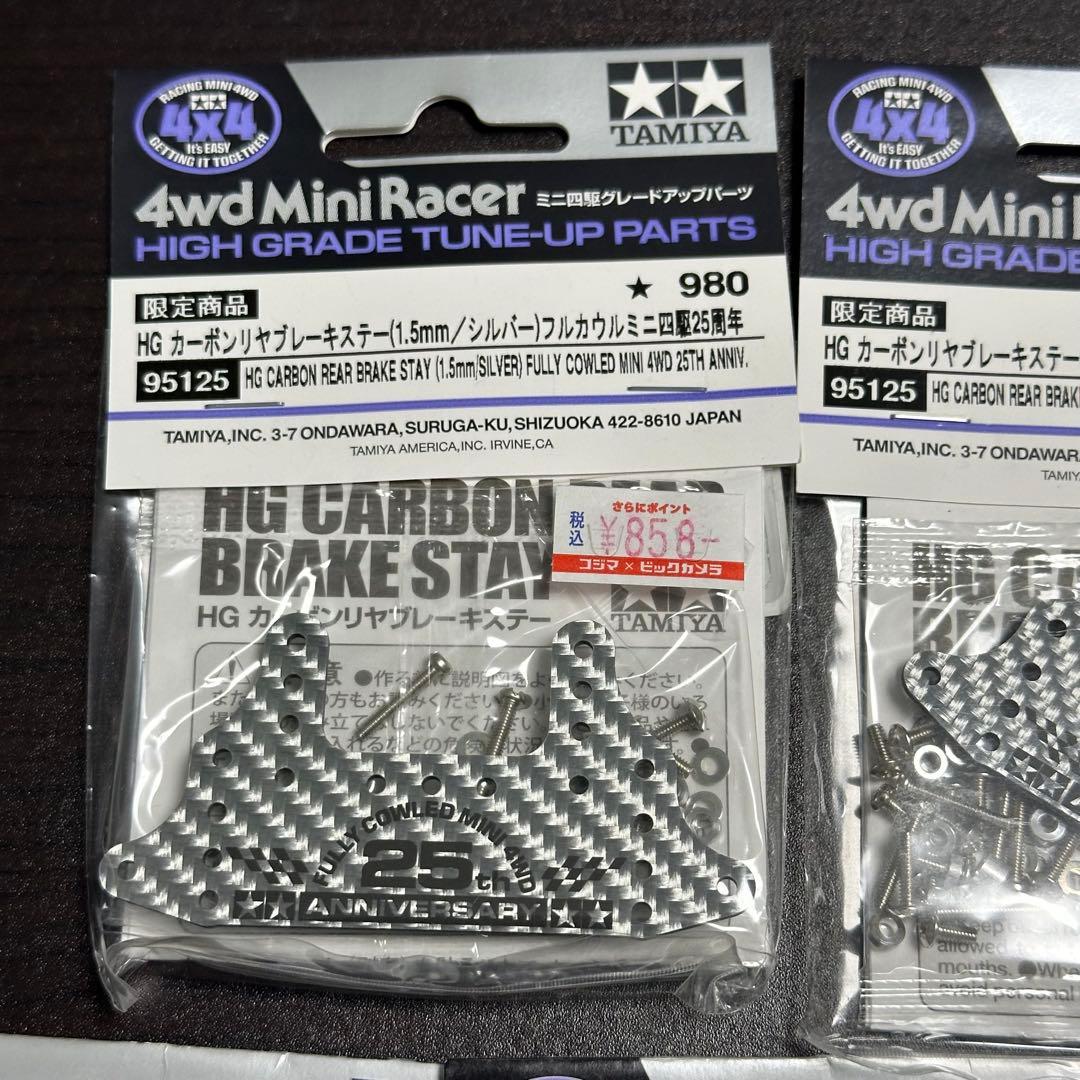 RACING MINI 4WD
4x4
It's EASY
GETTING IT TOGETHER
TAMIYA
4wd Mini Racer ミニ四駆グレードアップパーツ
HIGH GRADE TUNE-UP PARTS
限定商品
★ 980
HG カーボンリヤブレーキステー(1.5mm/シルバー)フルカウルミニ四駆25周年
95125 HG CARBON REAR BRAKE STAY (1.5mm/SILVER) FULLY COWLED MINI 4WD 25TH ANNIV.
TAMIYA,INC. 3-7 ONDAWARA, SURUGA-KU, SHIZUOKA 422-8610 JAPAN
TAMIYA AMERICA,INC. IRVINE,CA
HG CARBON REAR
BRAKE STAY
HG カーボンリヤブレーキステー
TAMIYA
さらにポイント
税込
¥858-
コジマ×ビックカメラ
FULLY COWLED MINI 4WD
25th
ANNIVERSARY
RACING MINI 4WD
4x4
It's EASY
GETTING IT TOGETHER
4wd Mini
HIGH GRADE
限定商品
HG カーボンリヤブレーキステー
95125 HG CARBON REAR BRAK
TAMIYA,INC. 3-7 ONDAWARA
TAMIY
HG CA
allowed
mouths. ●Whe
avoid personal